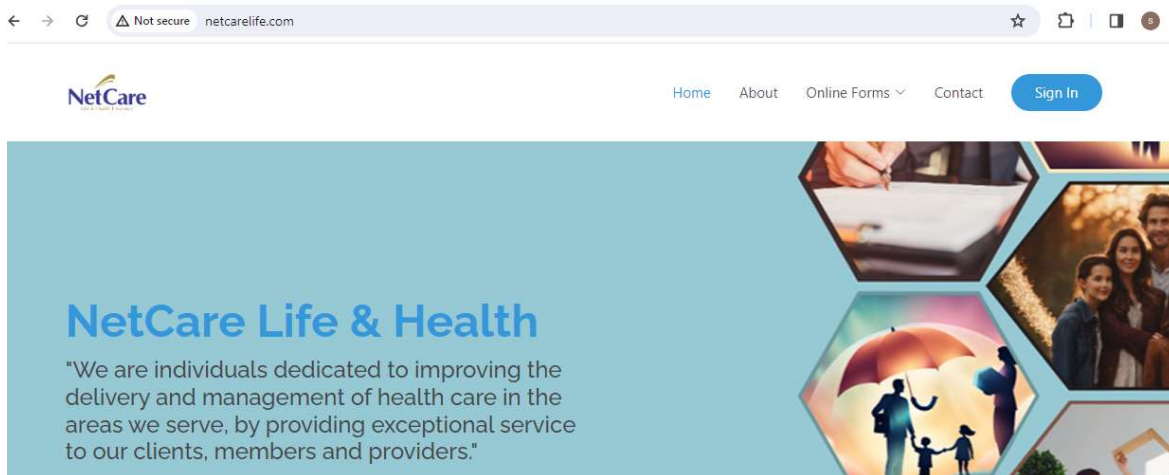 Not secure netcarelife.com
S
NetCare
Home About Online Forms Contact Sign In
NetCare Life & Health
"We are individuals dedicated to improving the
delivery and management of health care in the
areas we serve, by providing exceptional service
to our clients, members and providers."